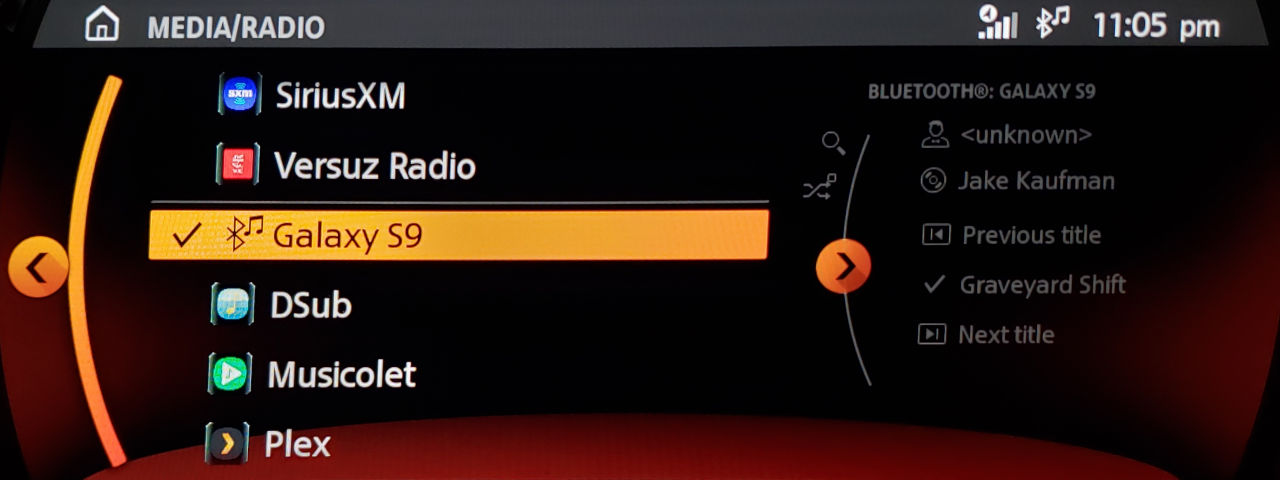 MEDIA/RADIO
11:05 pm
sxm SiriusXM
Versuz Radio
Galaxy S9
DSub
Musicolet
Plex
BLUETOOTH®: GALAXY S9
<unknown>
Jake Kaufman
Previous title
Graveyard Shift
Next title